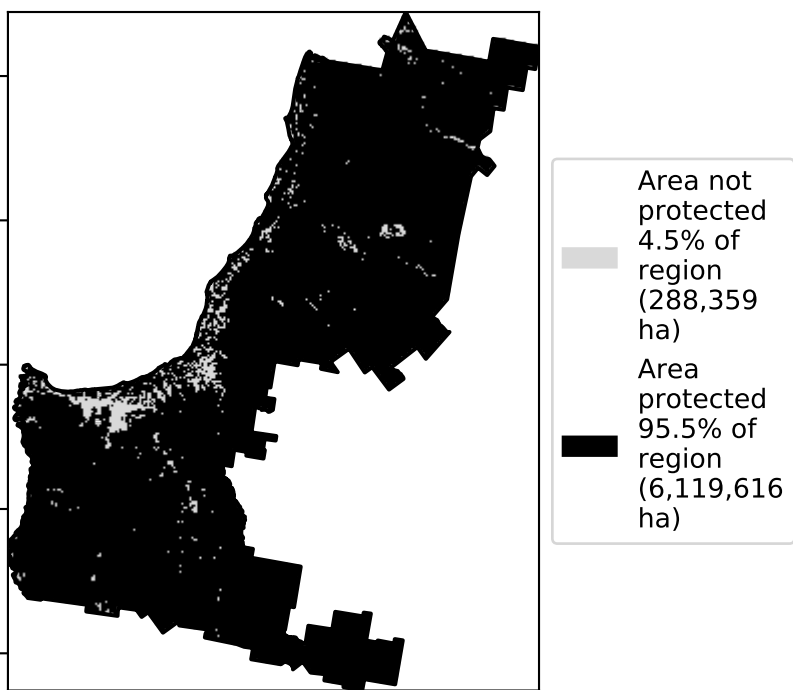 Area not
protected
4.5% of
region
(288,359
ha)
Area
protected
95.5% of
region
(6,119,616
ha)